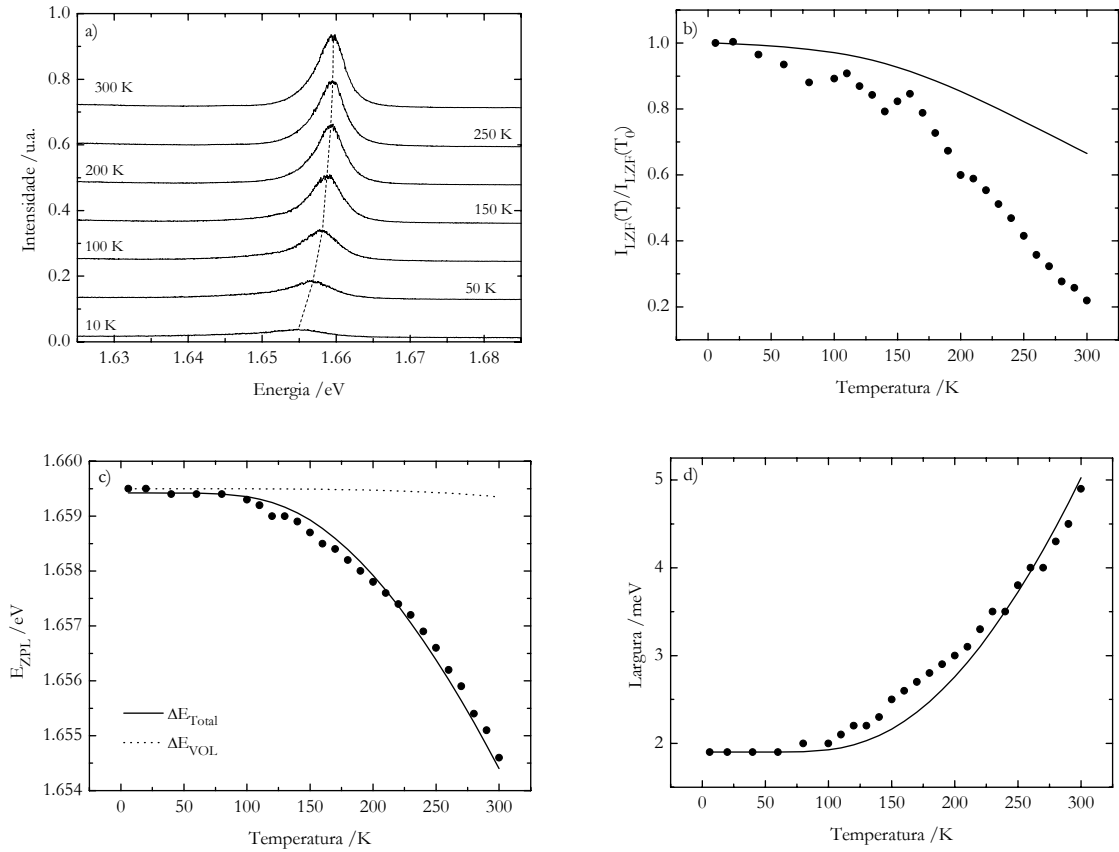 a)
Intensidade /u.a.
1.0
0.8
0.6
0.4
0.2
0.0
300 K
250 K
200 K
150 K
100 K
50 K
10 K
1.63 1.64 1.65 1.66 1.67 1.68
Energia /eV
b)
I_LZF(T)/I_LZF(T_0)
1.0
0.8
0.6
0.4
0.2
0 50 100 150 200 250 300
Temperatura /K
c)
E_ZPL /eV
1.660
1.659
1.658
1.657
1.656
1.655
1.654
ΔE_Total
ΔE_VOL
0 50 100 150 200 250 300
Temperatura /K
d)
Largura /meV
5
4
3
2
0 50 100 150 200 250 300
Temperatura /K